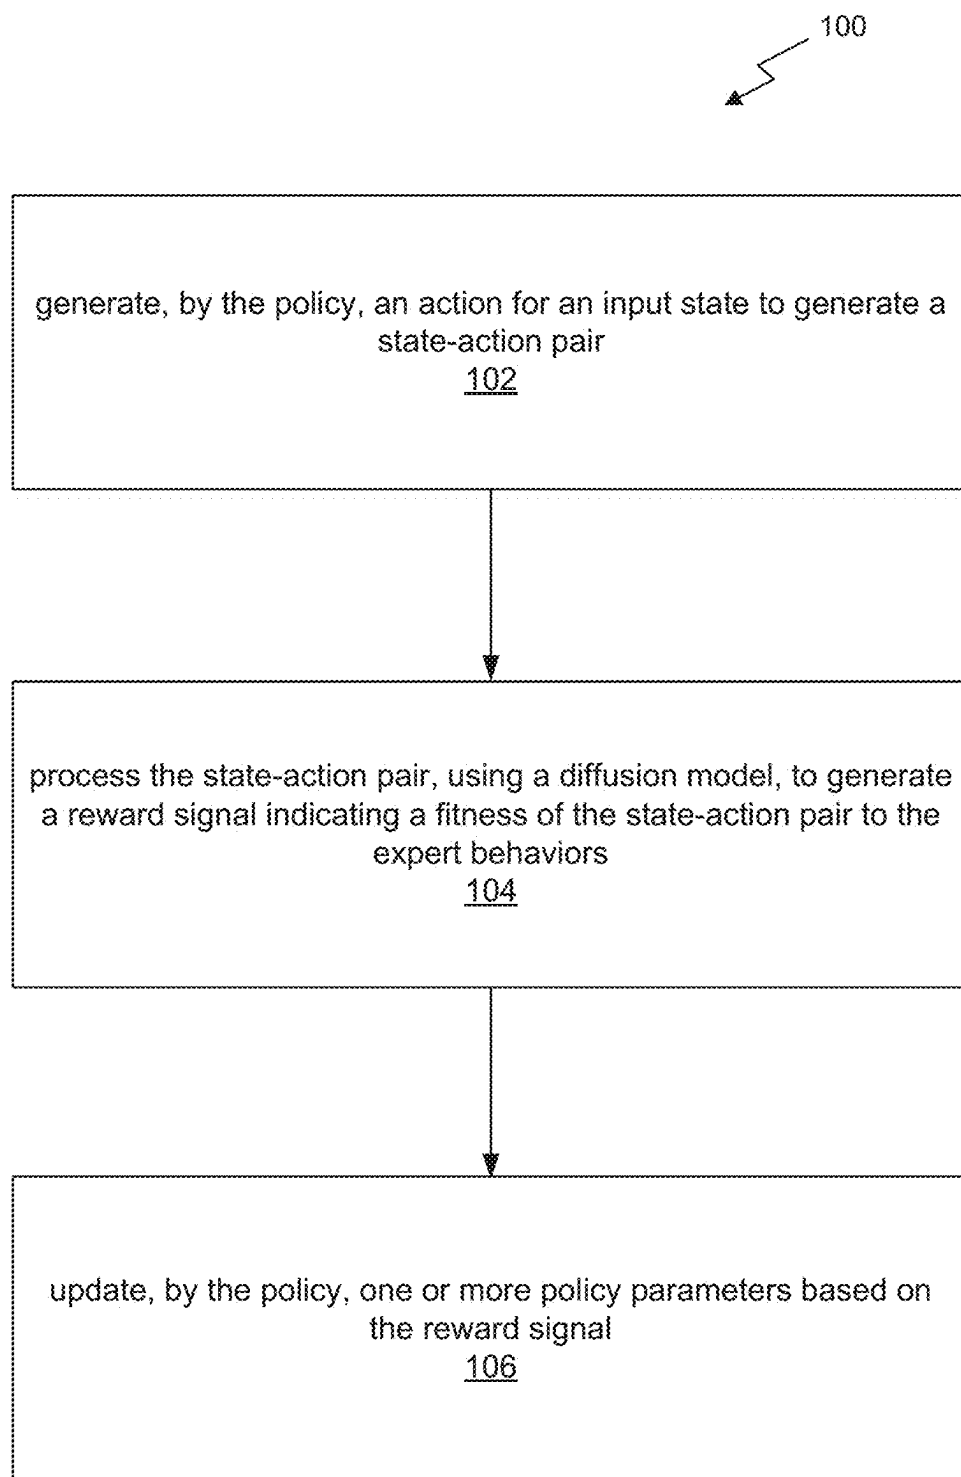 100
generate, by the policy, an action for an input state to generate a
state-action pair
102
process the state-action pair, using a diffusion model, to generate
a reward signal indicating a fitness of the state-action pair to the
expert behaviors
104
update, by the policy, one or more policy parameters based on
the reward signal
106